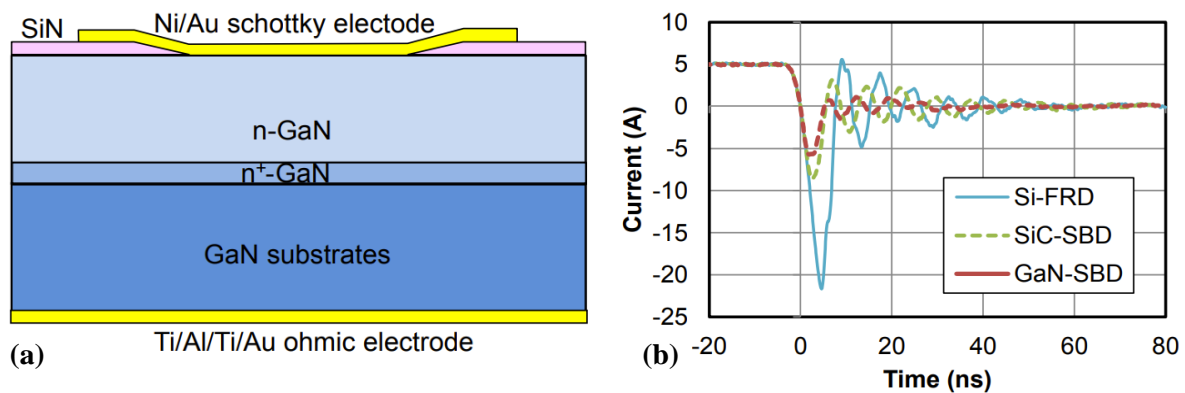 SiN
Ni/Au schottky electode
n-GaN
n+-GaN
GaN substrates
Ti/Al/Ti/Au ohmic electrode
(a)
10
5
0
-5
-10
-15
-20
-25
Current (A)
Si-FRD
SiC-SBD
GaN-SBD
-20
0
20
40
60
80
Time (ns)
(b)